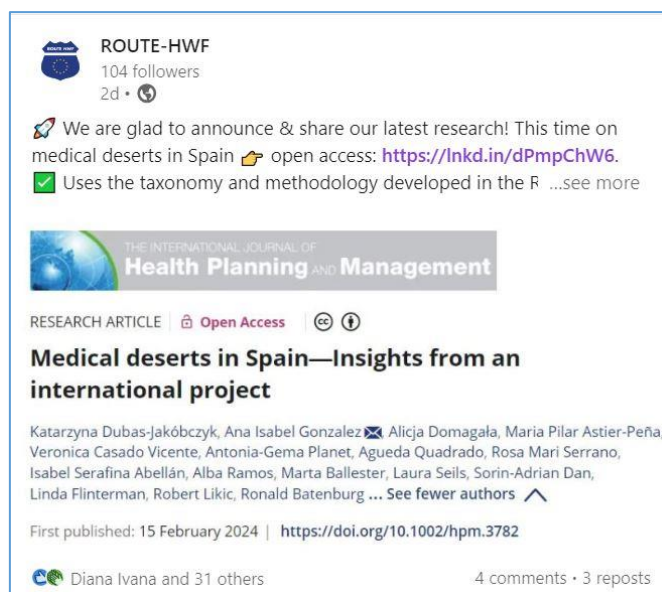 ROUTE-HWF
ROUTE-HWF
104 followers
2d •
🚀 We are glad to announce & share our latest research! This time on
medical deserts in Spain 👉 open access: https://lnkd.in/dPmpChW6.
✅ Uses the taxonomy and methodology developed in the R ...see more
THE INTERNATIONAL JOURNAL OF
Health Planning AND Management
RESEARCH ARTICLE Open Access cc
Medical deserts in Spain—Insights from an
international project
Katarzyna Dubas-Jakóbczyk, Ana Isabel Gonzalez, Alicja Domagała, Maria Pilar Astier-Peña,
Veronica Casado Vicente, Antonia-Gema Planet, Agueda Quadrado, Rosa Mari Serrano,
Isabel Serafina Abellán, Alba Ramos, Marta Ballester, Laura Seils, Sorin-Adrian Dan,
Linda Flinterman, Robert Likic, Ronald Batenburg ... See fewer authors
First published: 15 February 2024 | https://doi.org/10.1002/hpm.3782
Diana Ivana and 31 others 4 comments • 3 reposts